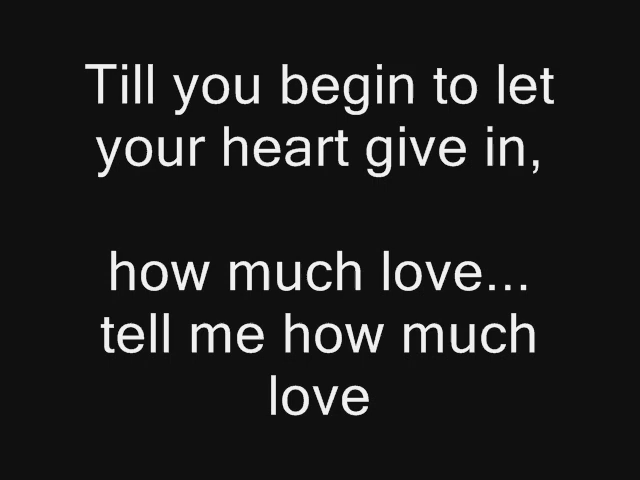 Till you begin to let
your heart give in,
how much love...
tell me how much
love